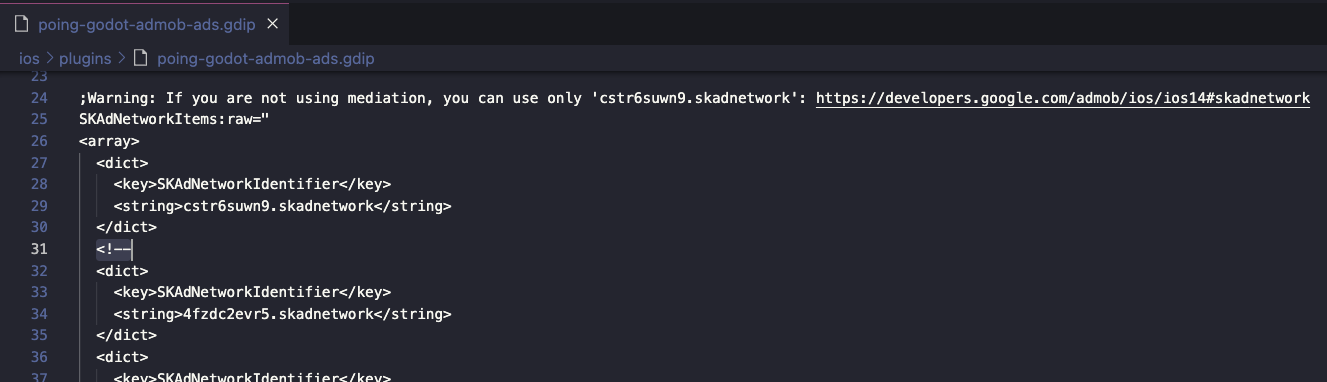 poing-godot-admob-ads.gdip
ios > plugins > poing-godot-admob-ads.gdip
23
24 ;Warning: If you are not using mediation, you can use only 'cstr6suwn9.skadnetwork': https://developers.google.com/admob/ios/ios14#skadnetwork
25 SKAdNetworkItems:raw="
26 <array>
27 <dict>
28 <key>SKAdNetworkIdentifier</key>
29 <string>cstr6suwn9.skadnetwork</string>
30 </dict>
31 <!--
32 <dict>
33 <key>SKAdNetworkIdentifier</key>
34 <string>4fzdc2evr5.skadnetwork</string>
35 </dict>
36 <dict>
37 <key>SKAdNetworkIdentifier</key>